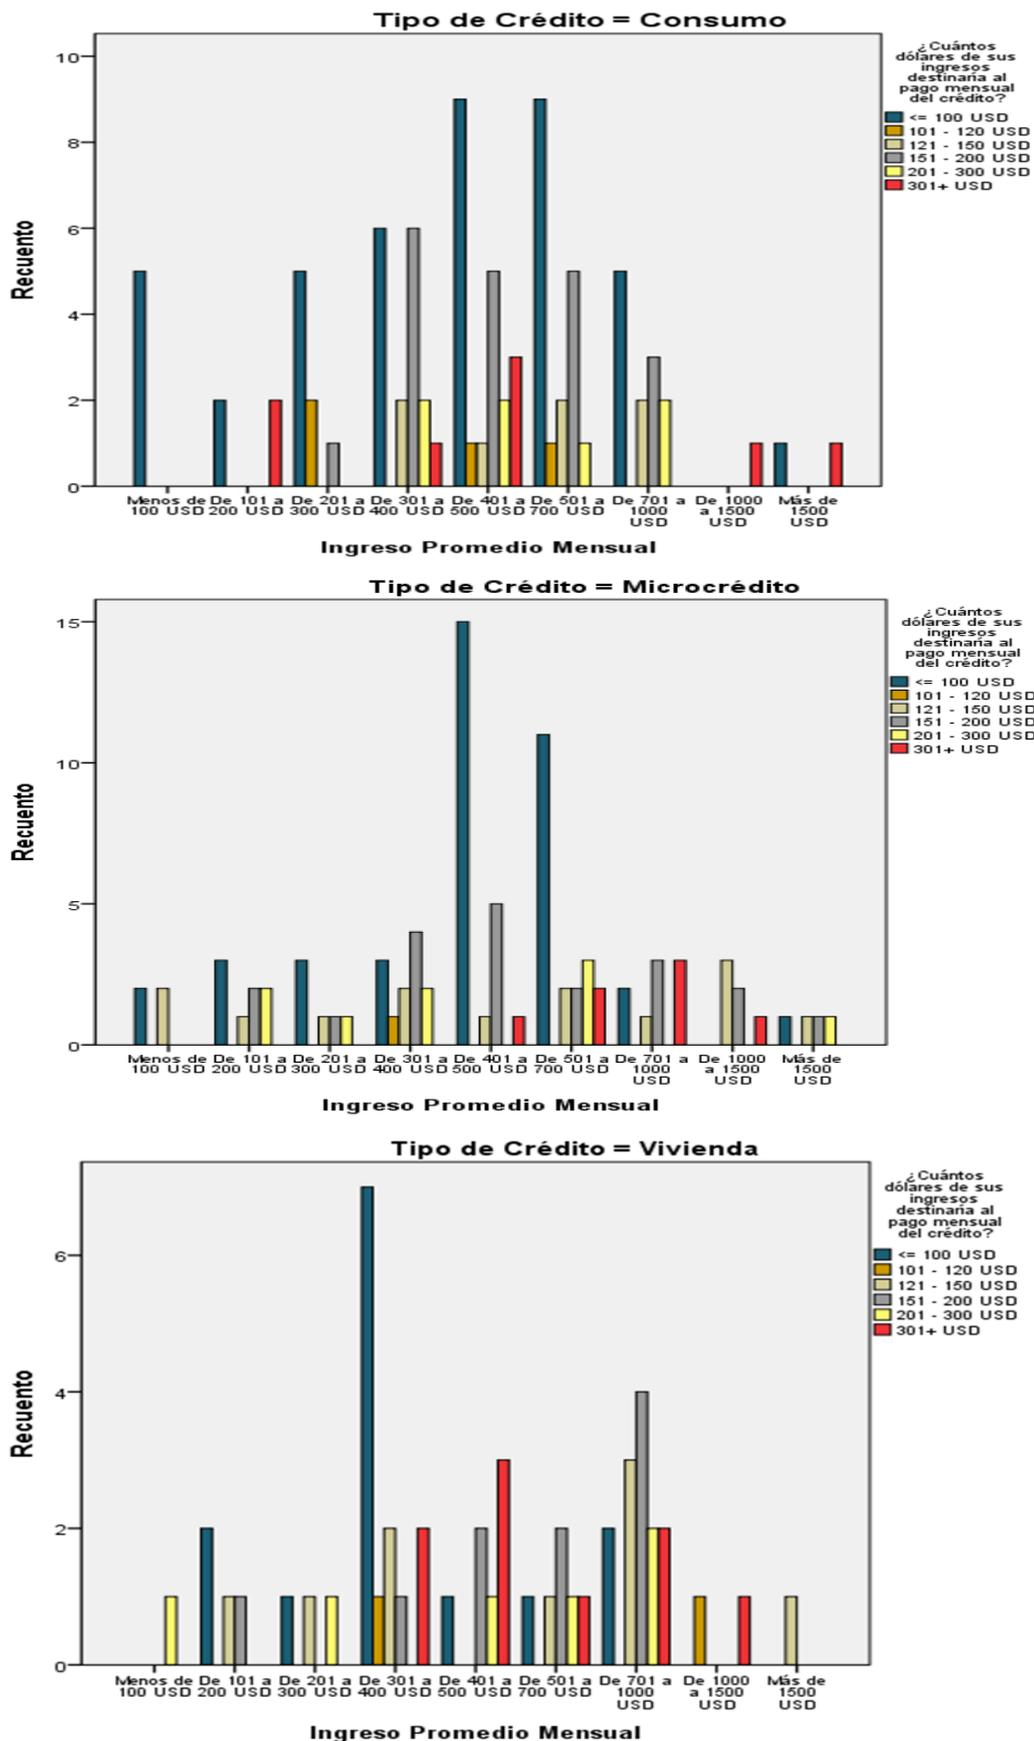 Tipo de Crédito = Consumo
¿Cuántos
dólares de sus
ingresos
destinaría al
pago mensual
del crédito?
<= 100 USD
101 - 120 USD
121 - 150 USD
151 - 200 USD
201 - 300 USD
301+ USD
Recuento
10
8
6
4
2
0
Menos de
100 USD
De 101 a
200 USD
De 201 a
300 USD
De 301 a
400 USD
De 401 a
500 USD
De 501 a
700 USD
De 701 a
1000
USD
De 1000
a 1500
USD
Más de
1500
USD
Ingreso Promedio Mensual
Tipo de Crédito = Microcrédito
¿Cuántos
dólares de sus
ingresos
destinaría al
pago mensual
del crédito?
<= 100 USD
101 - 120 USD
121 - 150 USD
151 - 200 USD
201 - 300 USD
301+ USD
Recuento
15
10
5
0
Menos de
100 USD
De 101 a
200 USD
De 201 a
300 USD
De 301 a
400 USD
De 401 a
500 USD
De 501 a
700 USD
De 701 a
1000
USD
De 1000
a 1500
USD
Más de
1500
USD
Ingreso Promedio Mensual
Tipo de Crédito = Vivienda
¿Cuántos
dólares de sus
ingresos
destinaría al
pago mensual
del crédito?
<= 100 USD
101 - 120 USD
121 - 150 USD
151 - 200 USD
201 - 300 USD
301+ USD
Recuento
6
4
2
0
Menos de
100 USD
De 101 a
200 USD
De 201 a
300 USD
De 301 a
400 USD
De 401 a
500 USD
De 501 a
700 USD
De 701 a
1000
USD
De 1000
a 1500
USD
Más de
1500
USD
Ingreso Promedio Mensual